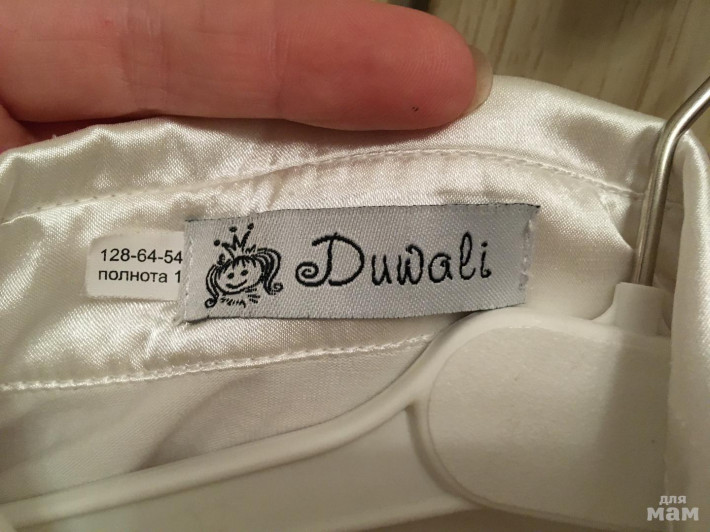 128-64-54
полнота 1
Duwali
для
мам